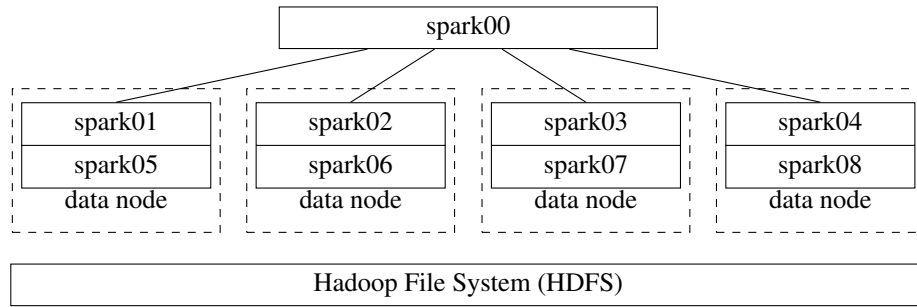 spark00
spark01
spark02
spark03
spark04
spark05
spark06
spark07
spark08
data node
data node
data node
data node
Hadoop File System (HDFS)